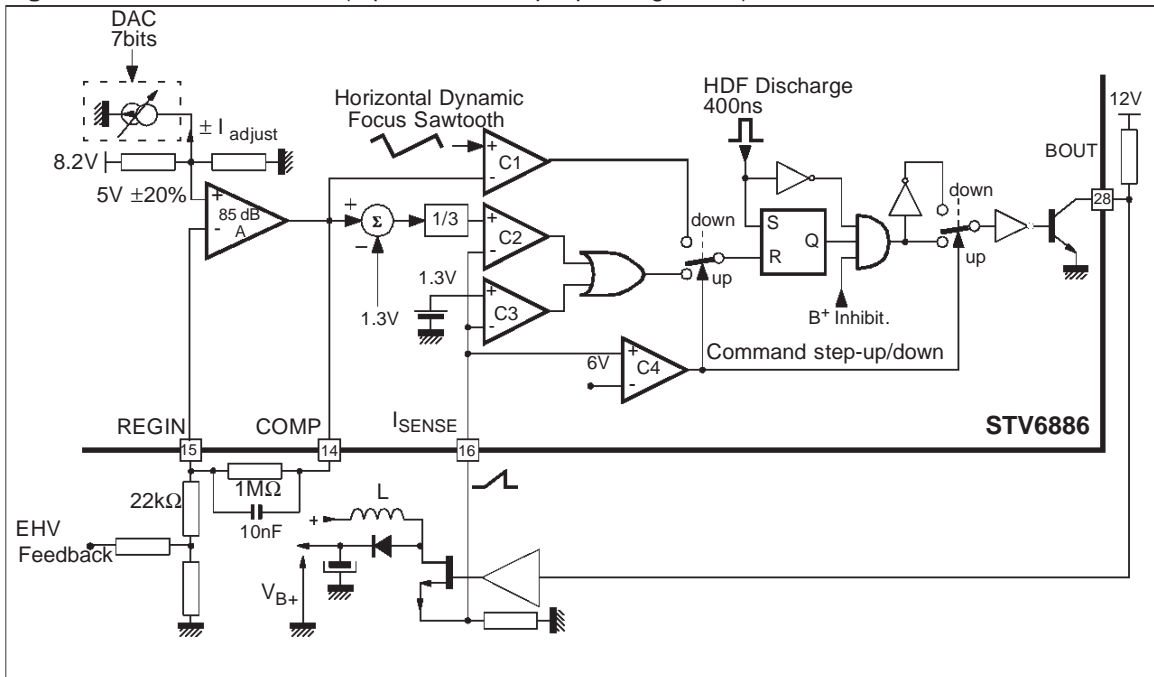 DAC
7bits
± I adjust
8.2V
5V ±20%
+
85 dB
A
-
Horizontal Dynamic
Focus Sawtooth
+
C1
-
+
Σ
−
1/3
+
C2
-
1.3V
1.3V
+
C3
-
6V
+
C4
-
down
up
HDF Discharge
400ns
S
R
Q
B+ Inhibit.
down
up
Command step-up/down
12V
BOUT
28
STV6886
REGIN
15
COMP
14
ISENSE
16
22kΩ
1MΩ
10nF
EHV
Feedback
L
+
VB+